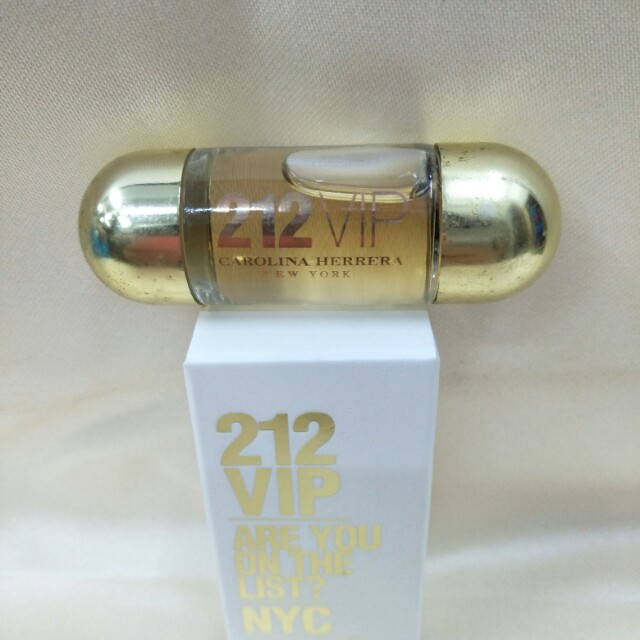 212 VIP
CAROLINA HERRERA
NEW YORK
212
VIP
ARE YOU
ON THE
LIST?
NYC